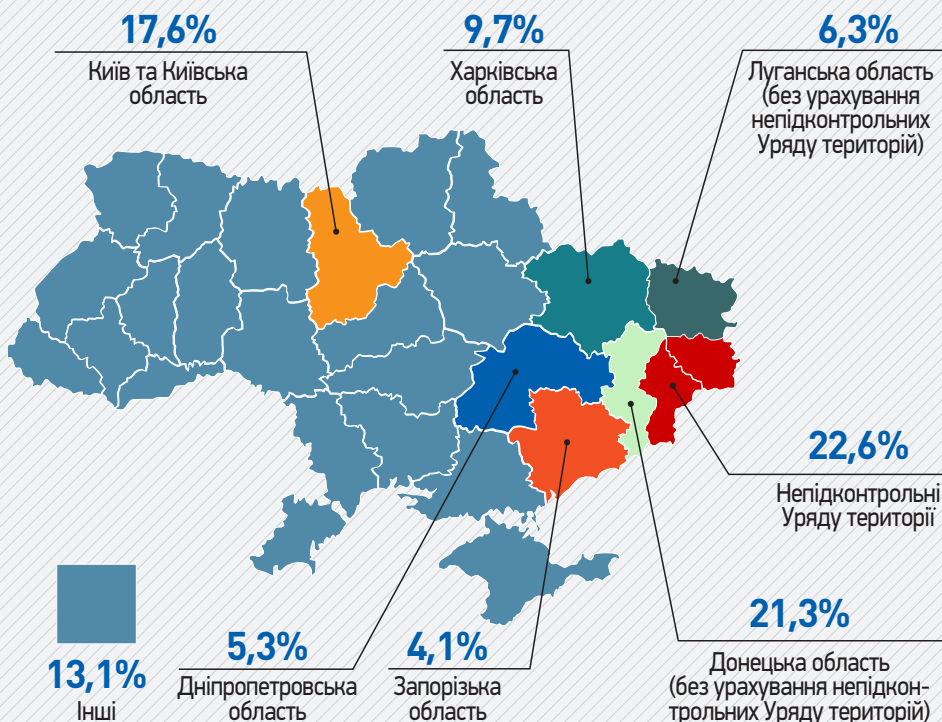 17,6%
Київ та Київська
область
9,7%
Харківська
область
6,3%
Луганська область
(без урахування
непідконтрольних
Уряду територій)
22,6%
Непідконтрольні
Уряду території
21,3%
Донецька область
(без урахування непідкон-
трольних Уряду територій)
4,1%
Запорізька
область
5,3%
Дніпропетровська
область
13,1%
Інші